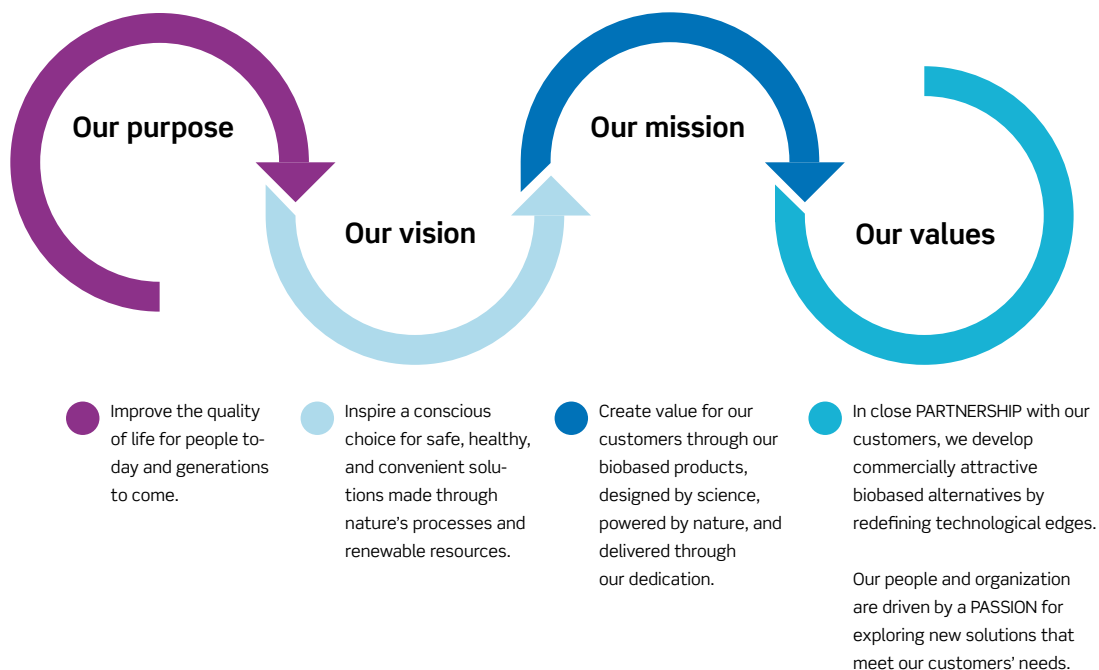 Our purpose
Our mission
Our vision
Our values
Improve the quality
of life for people to-
day and generations
to come.
Inspire a conscious
choice for safe, healthy,
and convenient solu-
tions made through
nature’s processes and
renewable resources.
Create value for our
customers through our
biobased products,
designed by science,
powered by nature, and
delivered through
our dedication.
In close PARTNERSHIP with our
customers, we develop
commercially attractive
biobased alternatives by
redefining technological edges.
Our people and organization
are driven by a PASSION for
exploring new solutions that
meet our customers’ needs.